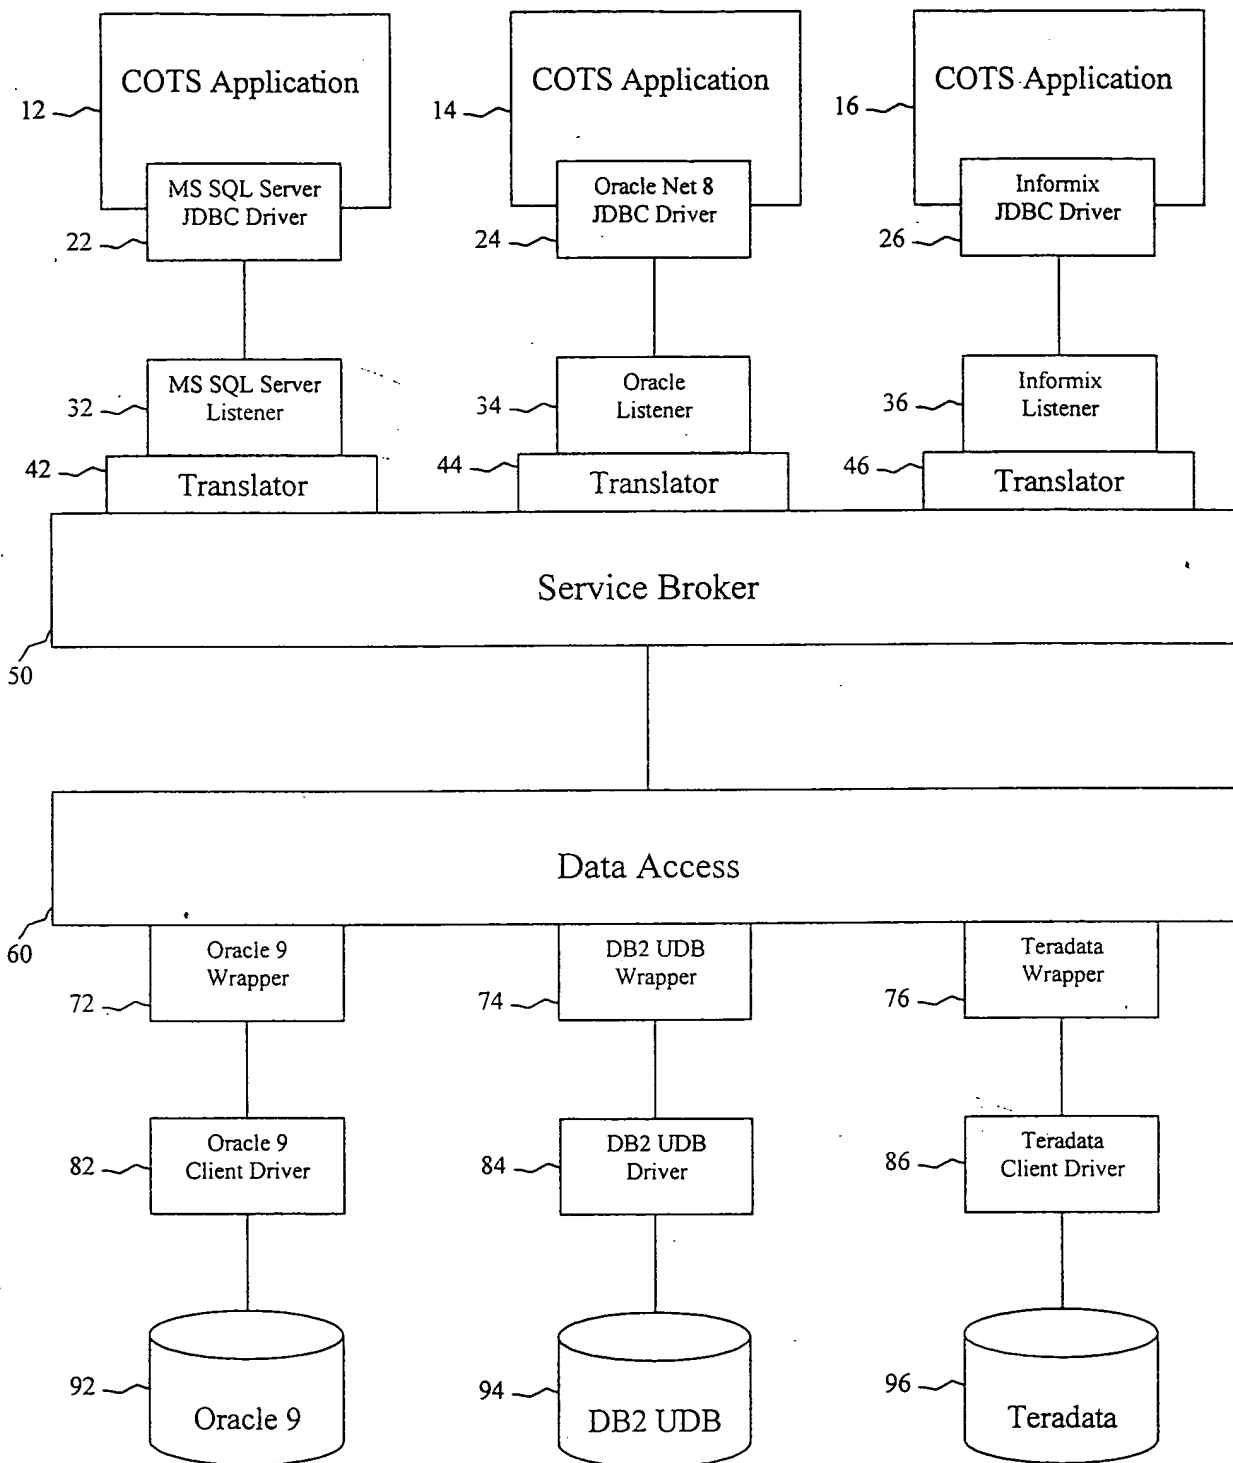 COTS Application
COTS Application
COTS Application
12
14
16
MS SQL Server
JDBC Driver
Oracle Net 8
JDBC Driver
Informix
JDBC Driver
22
24
26
MS SQL Server
Listener
Oracle
Listener
Informix
Listener
32
34
36
42
44
46
Translator
Translator
Translator
Service Broker
50
Data Access
60
Oracle 9
Wrapper
DB2 UDB
Wrapper
Teradata
Wrapper
72
74
76
Oracle 9
Client Driver
DB2 UDB
Driver
Teradata
Client Driver
82
84
86
92
94
96
Oracle 9
DB2 UDB
Teradata